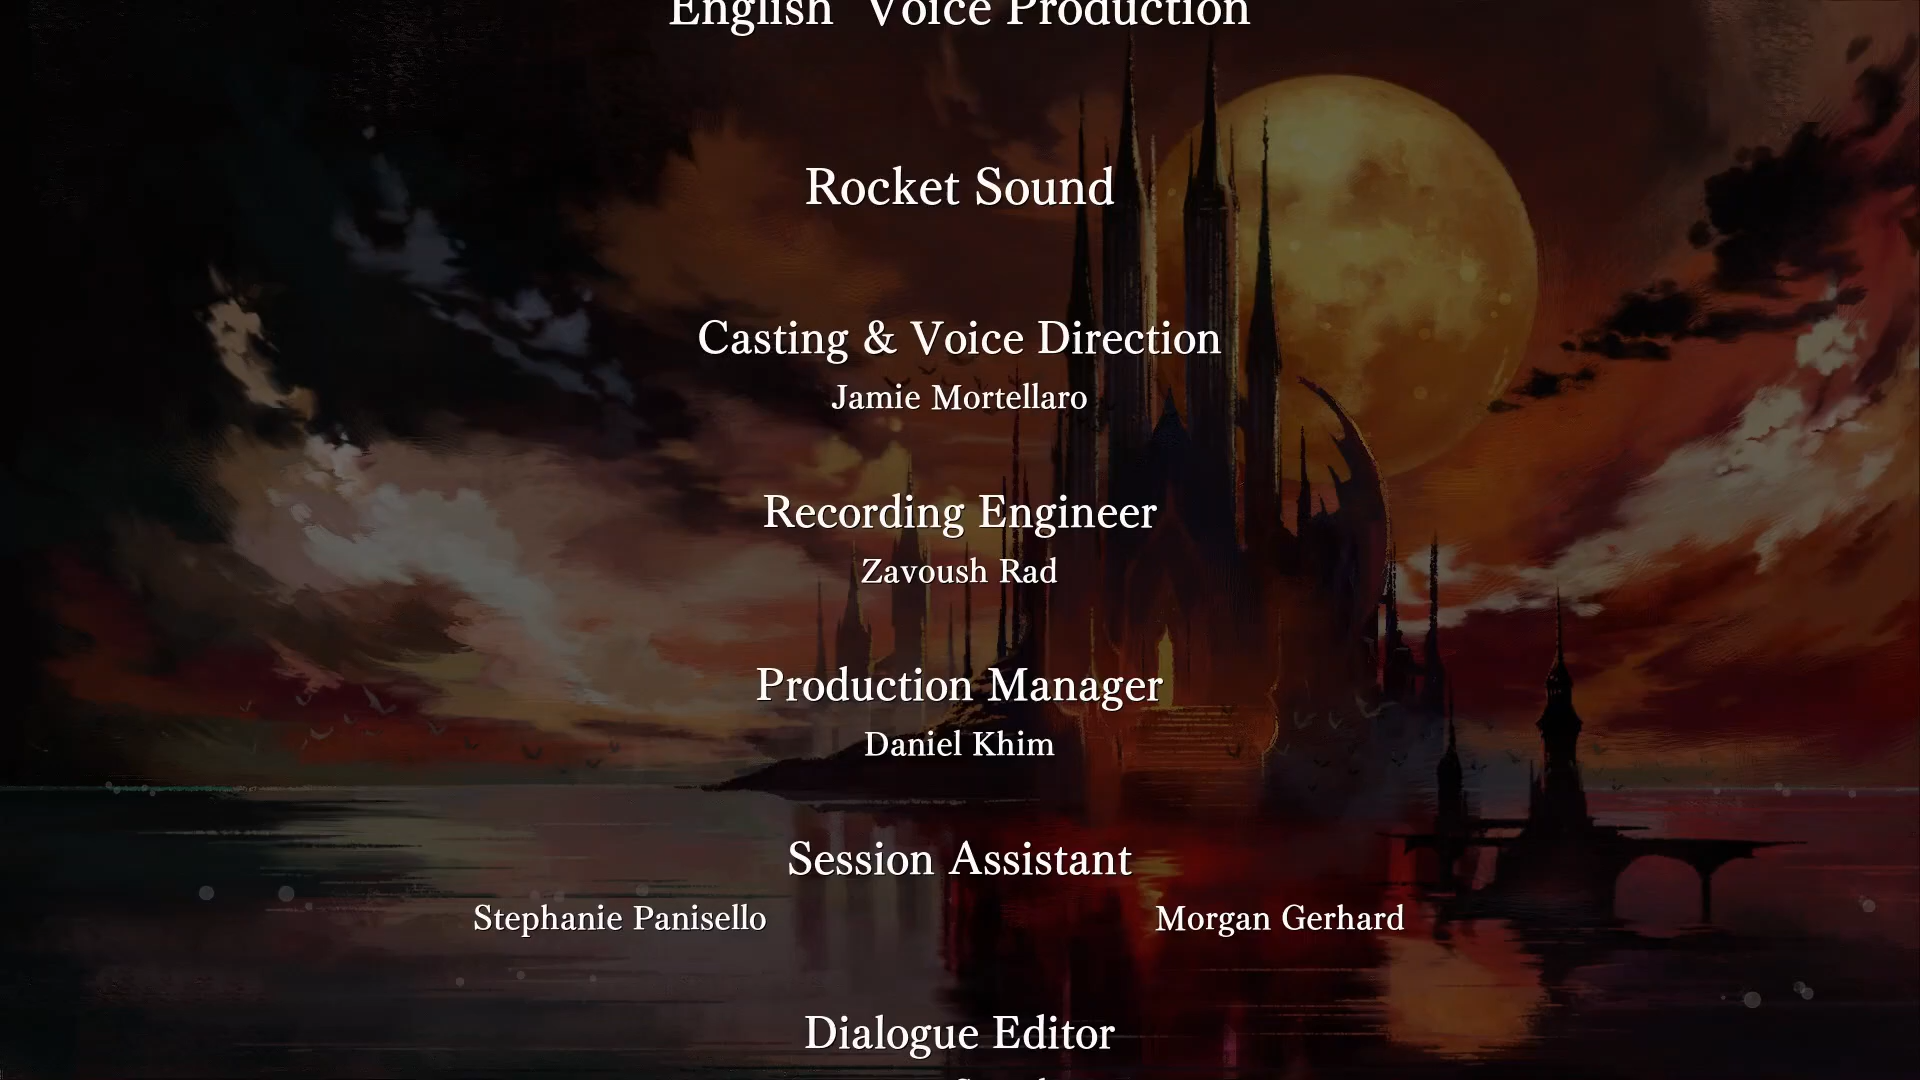 English Voice Production
Rocket Sound
Casting & Voice Direction
Jamie Mortellaro
Recording Engineer
Zavoush Rad
Production Manager
Daniel Khim
Session Assistant
Stephanie Panisello Morgan Gerhard
Dialogue Editor